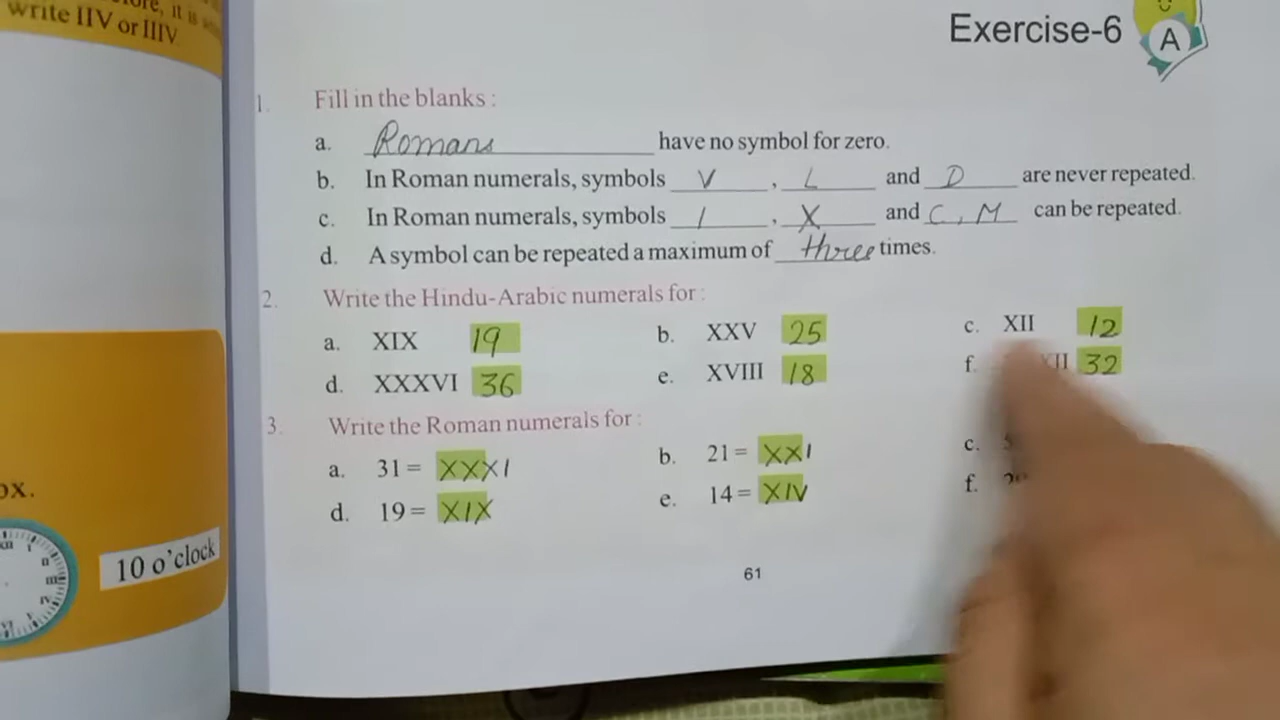 write IIV or IIIV
Exercise-6
A
1. Fill in the blanks :
a. Romans have no symbol for zero.
b. In Roman numerals, symbols V , L and D are never repeated.
c. In Roman numerals, symbols I , X and C, M can be repeated.
d. A symbol can be repeated a maximum of three times.
2. Write the Hindu-Arabic numerals for :
a. XIX 19 b. XXV 25 c. XII 12
d. XXXVI 36 e. XVIII 18 f. 32
3. Write the Roman numerals for :
a. 31 = XXXI b. 21 = XXI c.
d. 19 = XIX e. 14 = XIV f.
10 o'clock
61